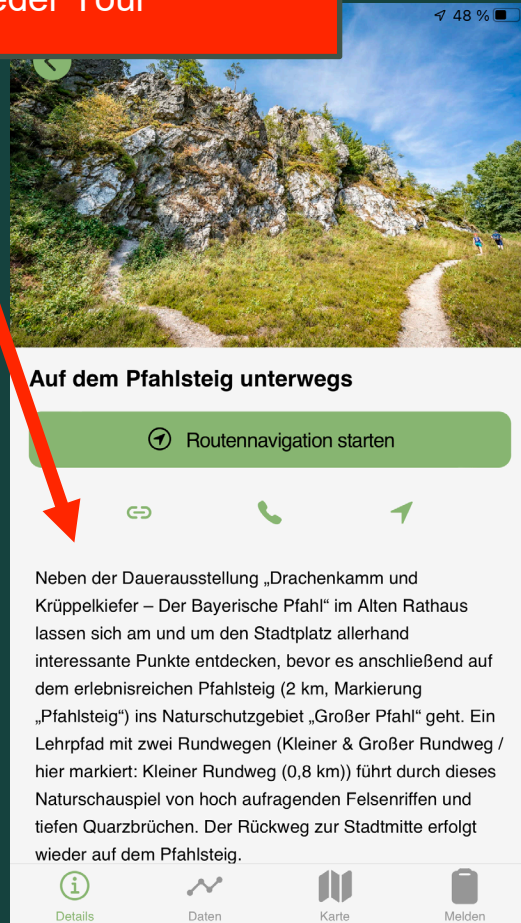 eder Tour
48 %
Auf dem Pfahlsteig unterwegs
Routennavigation starten
Neben der Dauerausstellung „Drachenkamm und
Krüppelkiefer – Der Bayerische Pfahl“ im Alten Rathaus
lassen sich am und um den Stadtplatz allerhand
interessante Punkte entdecken, bevor es anschließend auf
dem erlebnisreichen Pfahlsteig (2 km, Markierung
„Pfahlsteig“) ins Naturschutzgebiet „Großer Pfahl“ geht. Ein
Lehrpfad mit zwei Rundwegen (Kleiner & Großer Rundweg /
hier markiert: Kleiner Rundweg (0,8 km)) führt durch dieses
Naturschauspiel von hoch aufragenden Felsenriffen und
tiefen Quarzbrüchen. Der Rückweg zur Stadtmitte erfolgt
wieder auf dem Pfahlsteig.
Details
Daten
Karte
Melden